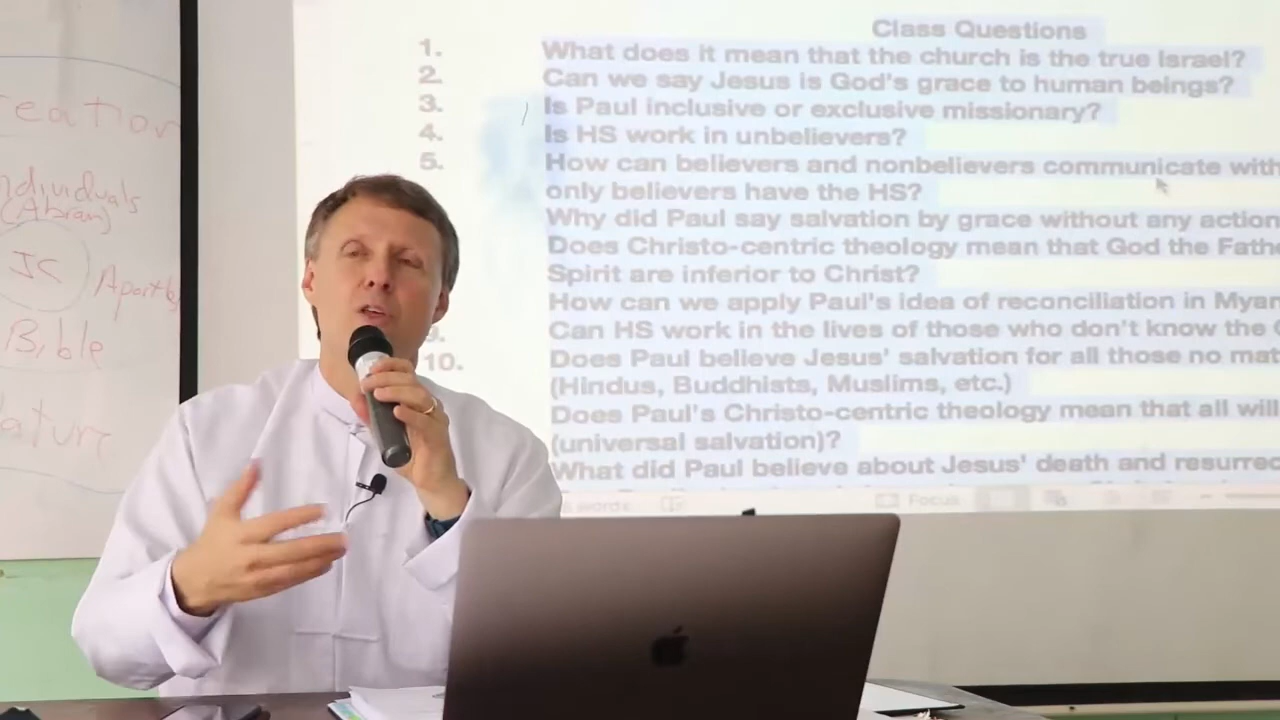 Class Questions
1. What does it mean that the church is the true Israel?
2. Can we say Jesus is God's grace to human beings?
3. Is Paul inclusive or exclusive missionary?
4. Is HS work in unbelievers?
5. How can believers and nonbelievers communicate with
only believers have the HS?
Why did Paul say salvation by grace without any action
Does Christo-centric theology mean that God the Fathe
Spirit are inferior to Christ?
How can we apply Paul's idea of reconciliation in Myan
9. Can HS work in the lives of those who don't know the
10. Does Paul believe Jesus' salvation for all those no mat
(Hindus, Buddhists, Muslims, etc.)
Does Paul's Christo-centric theology mean that all will
(universal salvation)?
What did Paul believe about Jesus' death and resurrec
words
Focus
eation
ndividuals
(Abram)
JC
Bible
ature